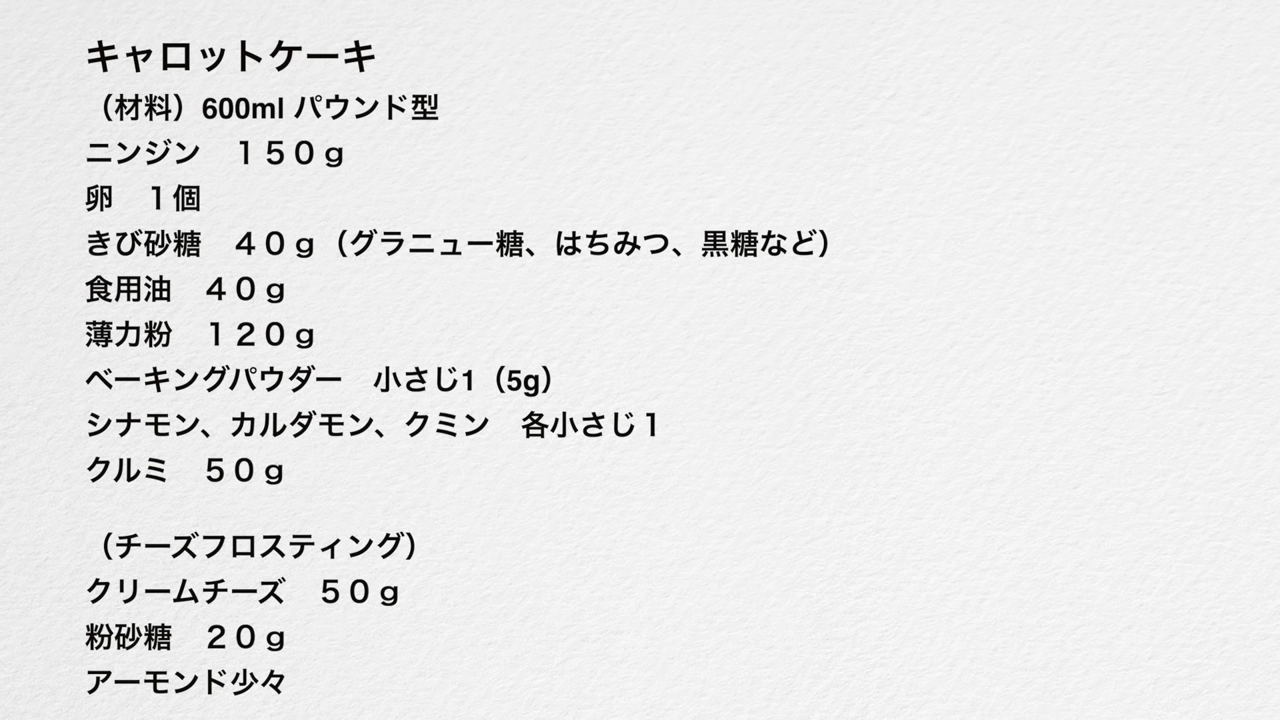 キャロットケーキ
（材料）600ml パウンド型
ニンジン　１５０ｇ
卵　１個
きび砂糖　４０ｇ（グラニュー糖、はちみつ、黒糖など）
食用油　４０ｇ
薄力粉　１２０ｇ
ベーキングパウダー　小さじ1（5g）
シナモン、カルダモン、クミン　各小さじ１
クルミ　５０ｇ
（チーズフロスティング）
クリームチーズ　５０ｇ
粉砂糖　２０ｇ
アーモンド少々